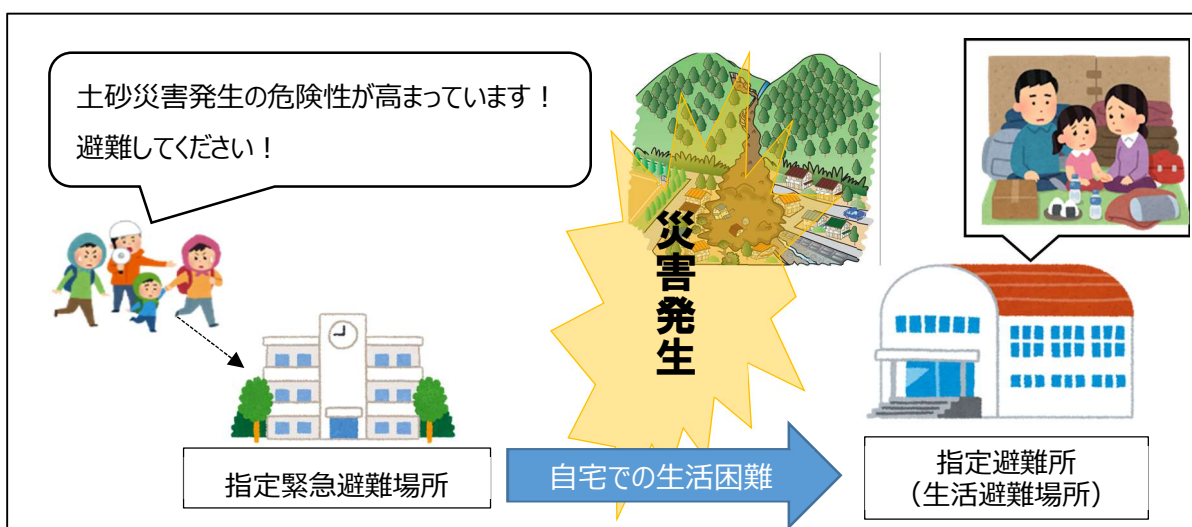 土砂災害発生の危険性が高まっています！
避難してください！
災害発生
指定緊急避難場所
自宅での生活困難
指定避難所
（生活避難場所）